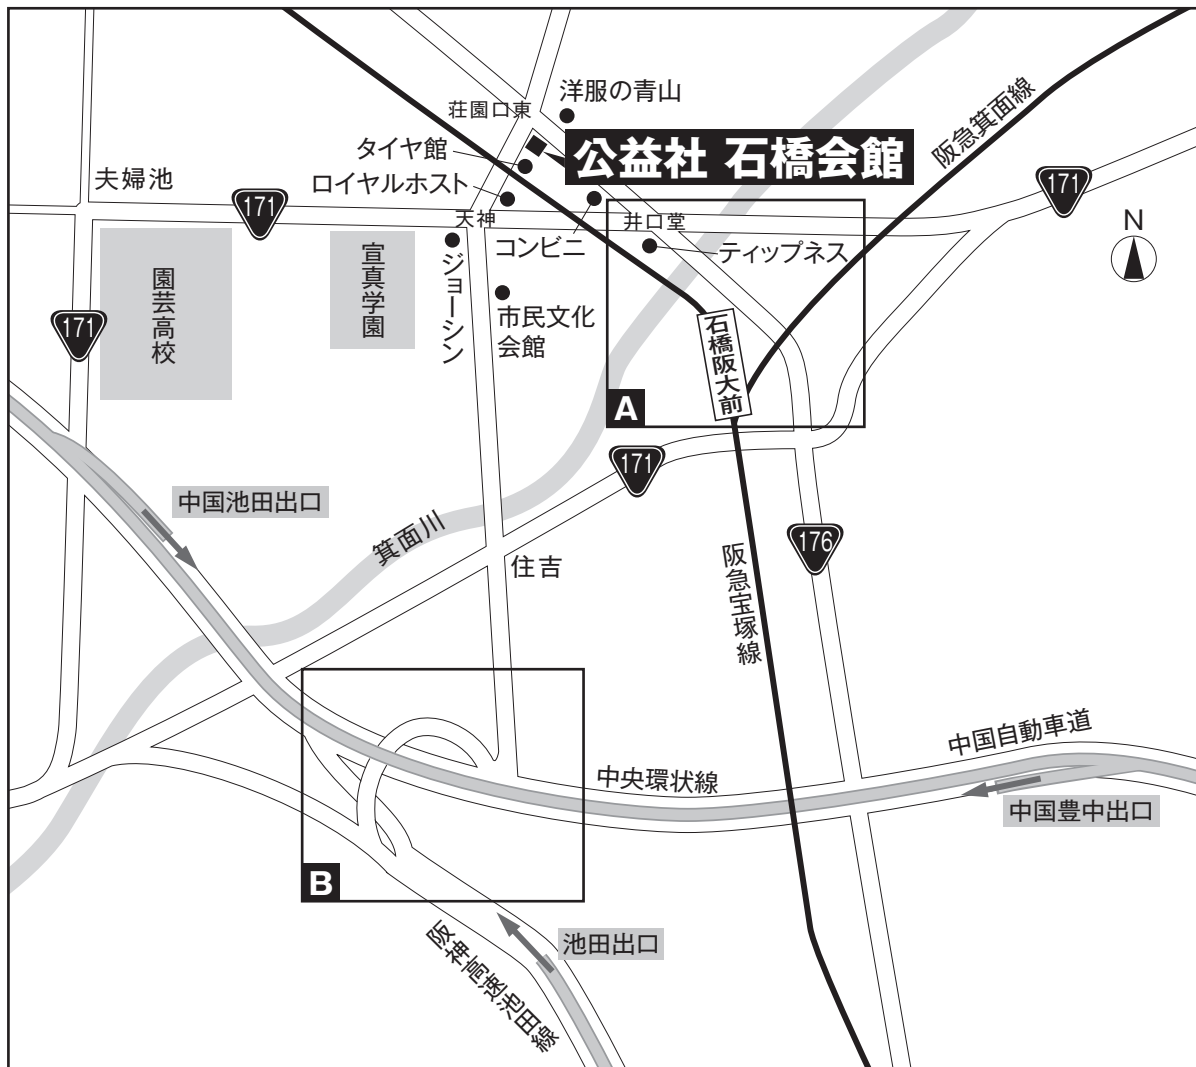 洋服の青山
荘園口東
公益社 石橋会館
阪急箕面線
タイヤ館
ロイヤルホスト
夫婦池
171
171
天神
井口堂
N
コンビニ
ティップネス
宣真学園
ジョーシン
園芸高校
市民文化
会館
171
石橋阪大前
A
171
中国池田出口
箕面川
176
住吉
阪急宝塚線
中国自動車道
中央環状線
中国豊中出口
B
池田出口
阪神高速池田線